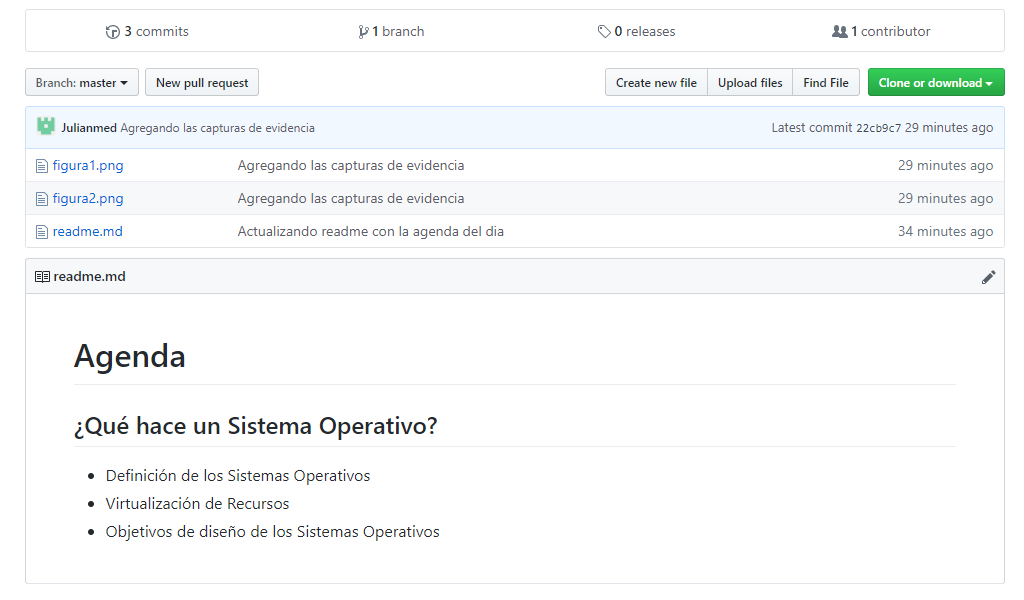 3 commits 1 branch 0 releases 1 contributor
Branch: master New pull request Create new file Upload files Find File Clone or download
Julianmed Agregando las capturas de evidencia Latest commit 22cb9c7 29 minutes ago
figura1.png Agregando las capturas de evidencia 29 minutes ago
figura2.png Agregando las capturas de evidencia 29 minutes ago
readme.md Actualizando readme con la agenda del dia 34 minutes ago
readme.md
Agenda
¿Qué hace un Sistema Operativo?
• Definición de los Sistemas Operativos
• Virtualización de Recursos
• Objetivos de diseño de los Sistemas Operativos